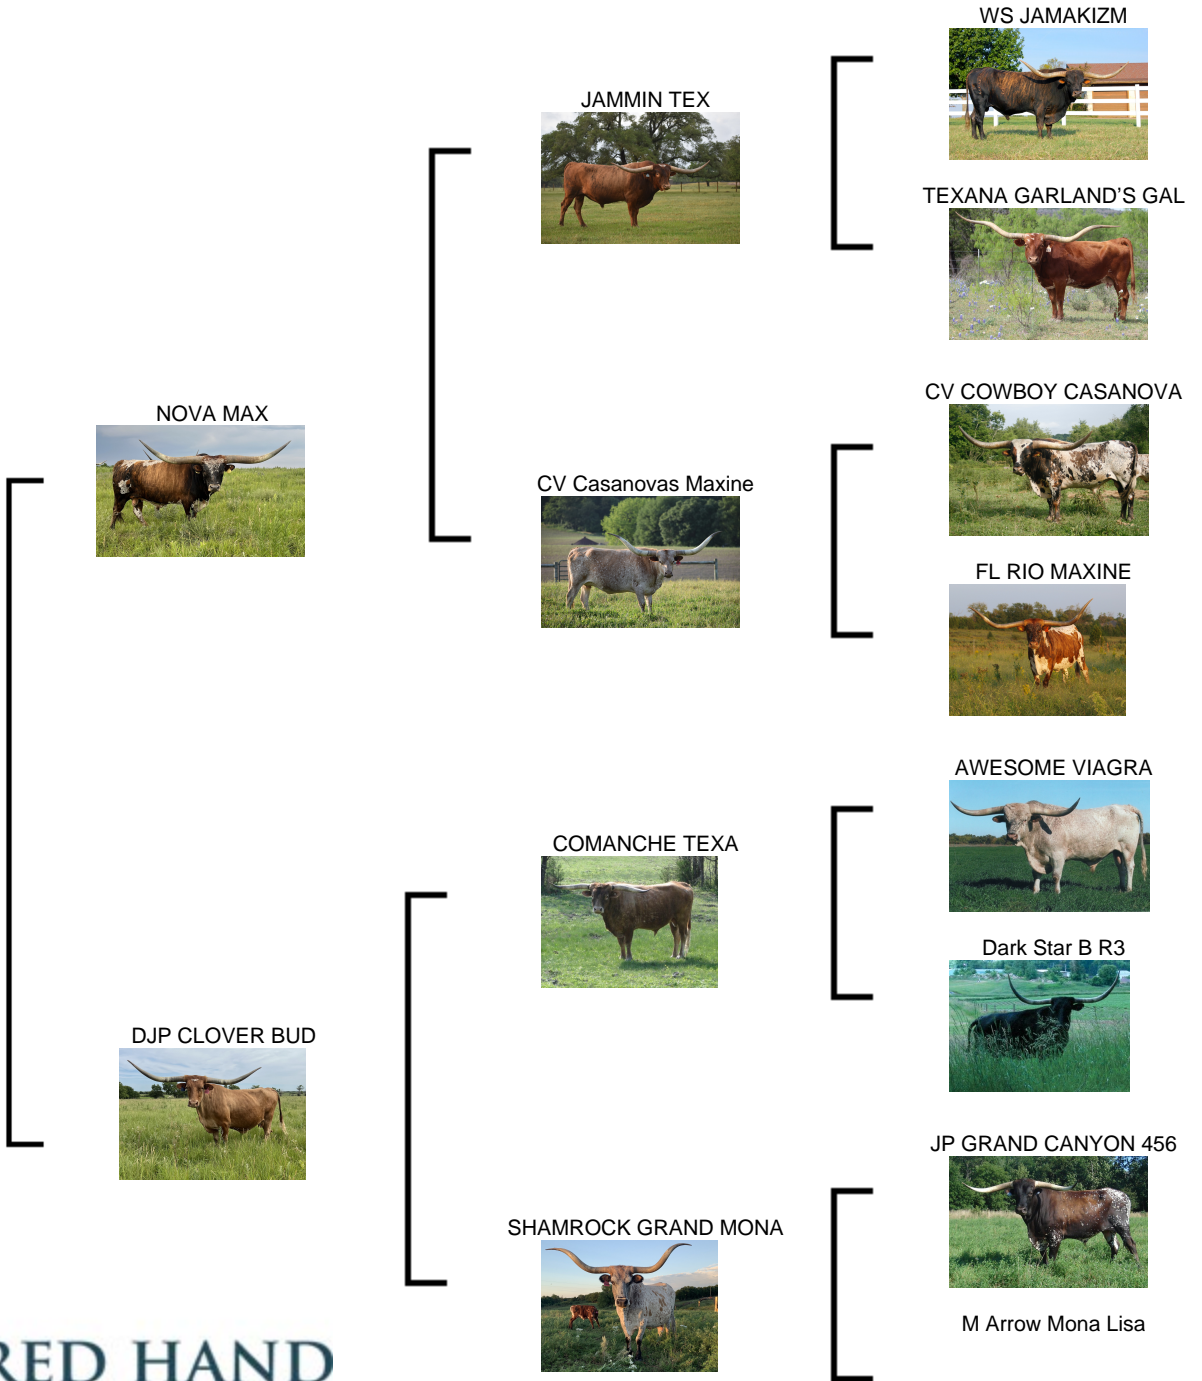 WS JAMAKIZM
JAMMIN TEX
TEXANA GARLAND'S GAL
CV COWBOY CASANOVA
NOVA MAX
CV Casanovas Maxine
FL RIO MAXINE
AWESOME VIAGRA
COMANCHE TEXA
Dark Star B R3
DJP CLOVER BUD
JP GRAND CANYON 456
SHAMROCK GRAND MONA
M Arrow Mona Lisa
RED HAND